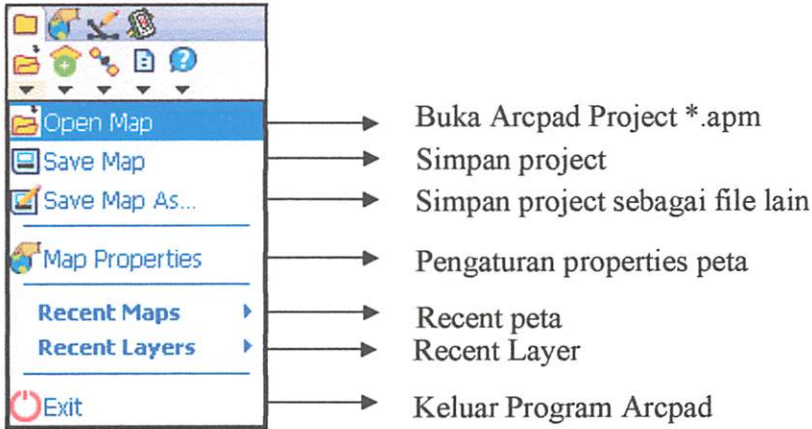 Open Map Buka Arcpad Project *.apm
Save Map Simpan project
Save Map As... Simpan project sebagai file lain
Map Properties Pengaturan properties peta
Recent Maps Recent peta
Recent Layers Recent Layer
Exit Keluar Program Arcpad